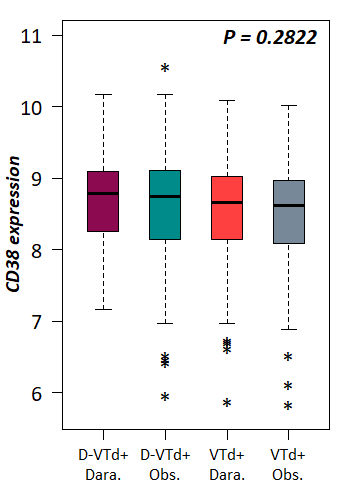 P = 0.2822
11
10
9
8
7
6
CD38 expression
D-VTd+ Dara.
D-VTd+ Obs.
VTd+ Dara.
VTd+ Obs.